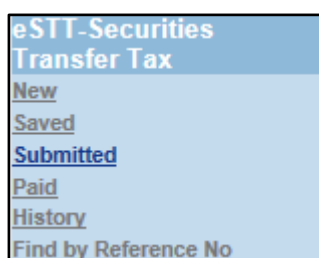 eSTT-Securities
Transfer Tax
New
Saved
Submitted
Paid
History
Find by Reference No